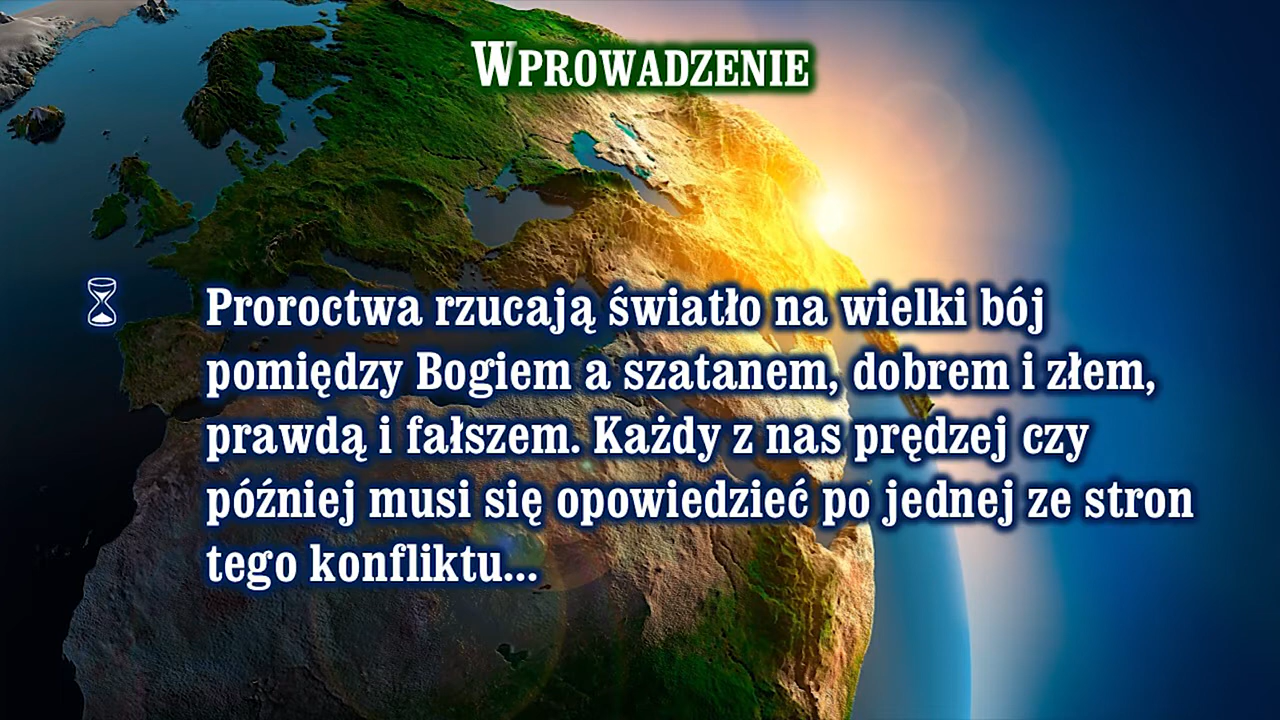 Wprowadzenie
Proroctwa rzucają światło na wielki bój
pomiędzy Bogiem a szatanem, dobrem i złem,
prawdą i fałszem. Każdy z nas prędzej czy
później musi się opowiedzieć po jednej ze stron
tego konfliktu...